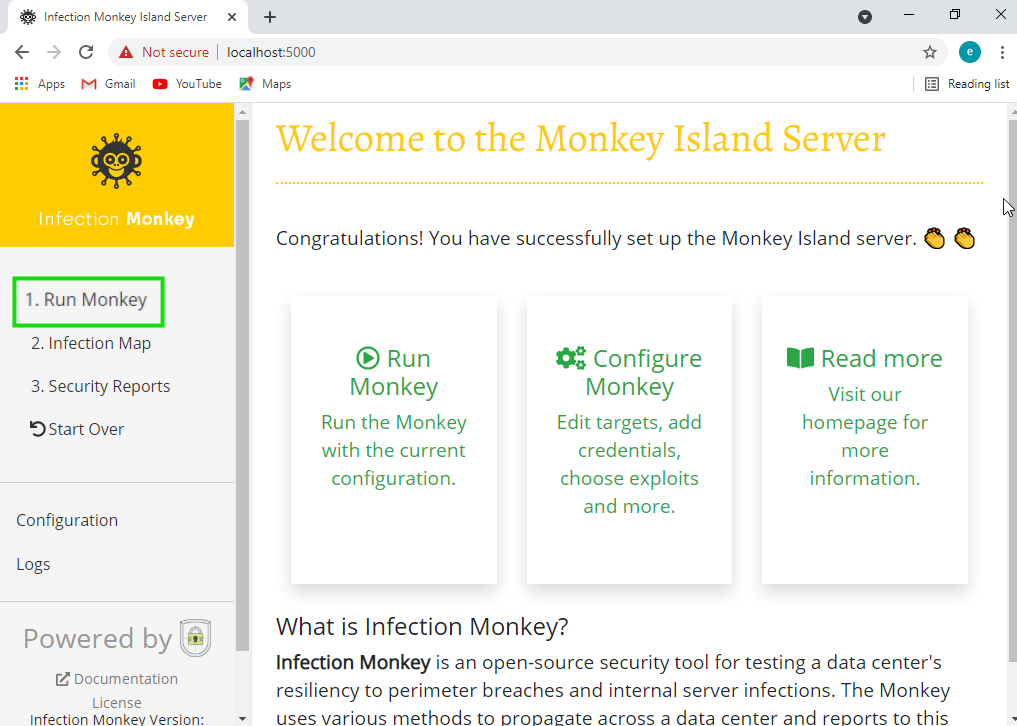 Infection Monkey Island Server
Not secure
localhost:5000
e
Apps
Gmail
YouTube
Maps
Reading list
Infection Monkey
1. Run Monkey
2. Infection Map
3. Security Reports
Start Over
Configuration
Logs
Powered by
Documentation
License
Infection Monkey Version:
Welcome to the Monkey Island Server
Congratulations! You have successfully set up the Monkey Island server. 👏 👏
Run
Monkey
Run the Monkey
with the current
configuration.
Configure
Monkey
Edit targets, add
credentials,
choose exploits
and more.
Read more
Visit our
homepage for
more
information.
What is Infection Monkey?
Infection Monkey is an open-source security tool for testing a data center's
resiliency to perimeter breaches and internal server infections. The Monkey
uses various methods to propagate across a data center and reports to this